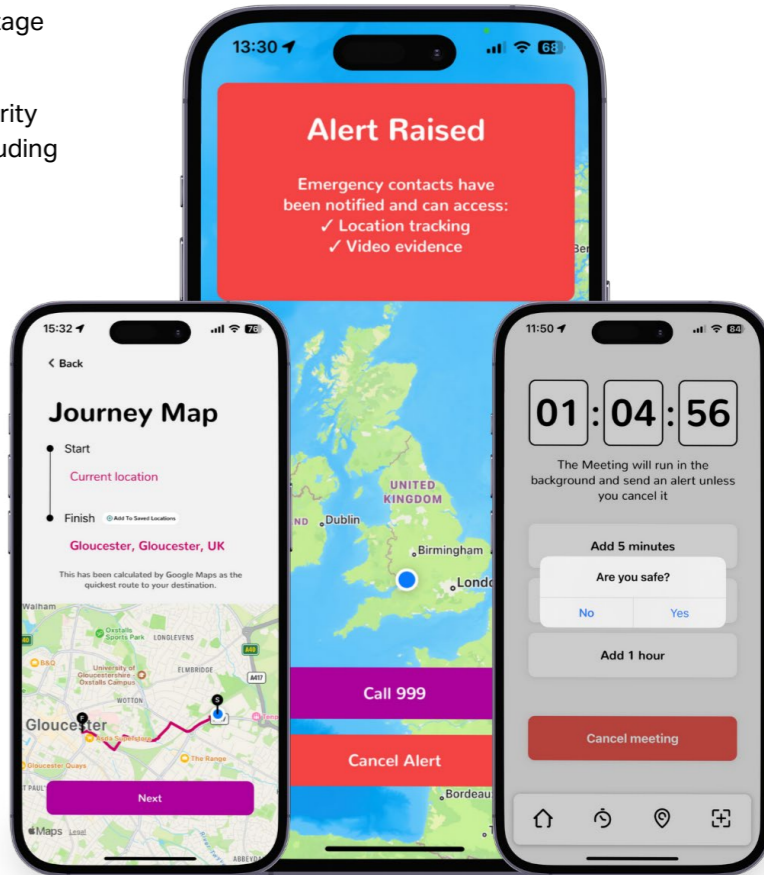 13:30
68
Alert Raised
Emergency contacts have
been notified and can access:
✓ Location tracking
✓ Video evidence
UNITED
KINGDOM
Dublin
Birmingham
Call 999
Cancel Alert
15:32
76
< Back
Journey Map
Start
Current location
Finish
Add To Saved Locations
Gloucester, Gloucester, UK
This has been calculated by Google Maps as the
quickest route to your destination.
Oxstalls
Sports Park
LONGLEVENS
B&Q
University of
Gloucestershire -
Oxstalls Campus
ELMBRIDGE
A417
WOTTON
S
F
Gloucester
The Range
Gloucester Quays
Next
Maps
Legal
11:50
84
01:04:56
The Meeting will run in the
background and send an alert unless
you cancel it
Add 5 minutes
Are you safe?
No
Yes
Add 1 hour
Cancel meeting